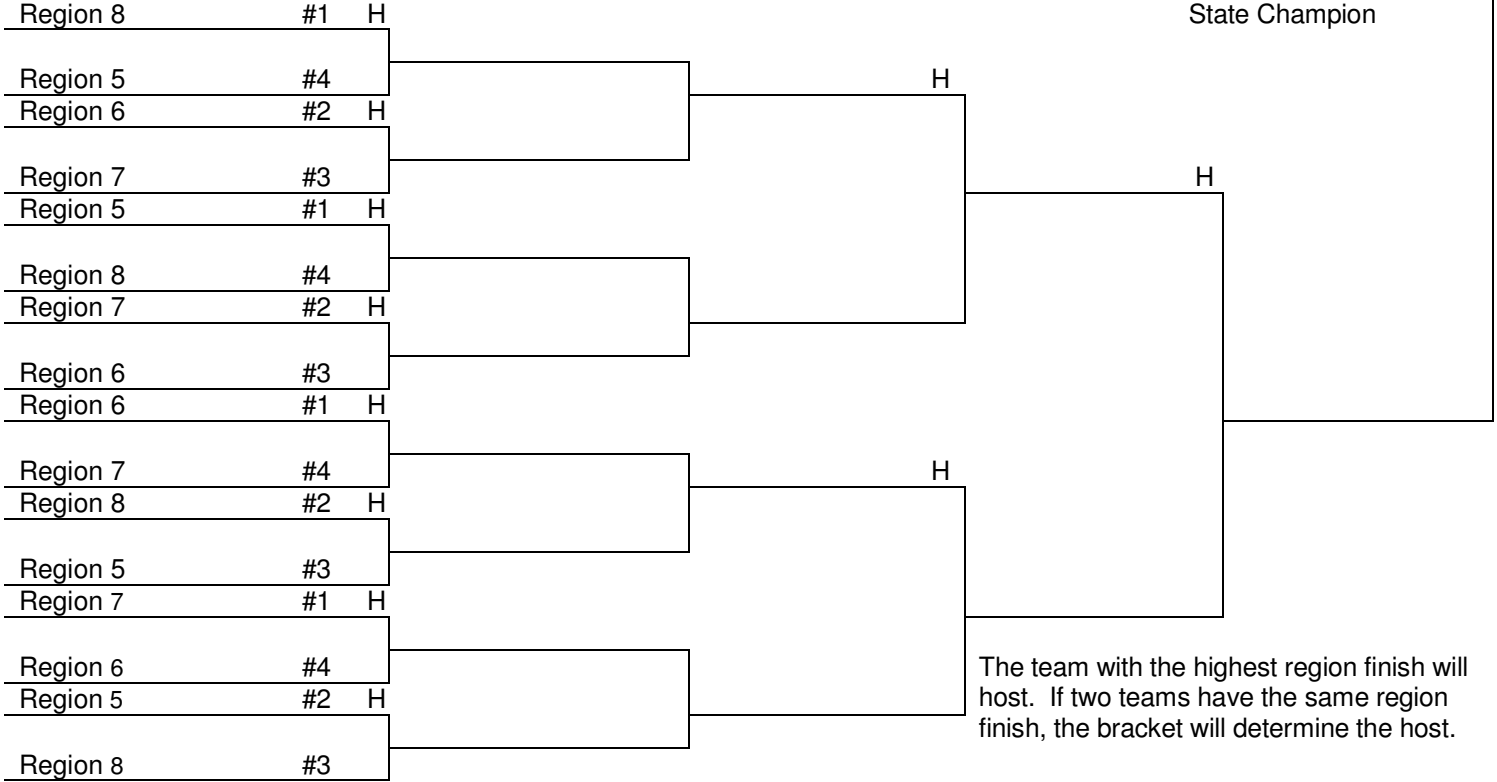 Region 8 #1 H State Champion
Region 5 #4 H
Region 6 #2 H
Region 7 #3 H
Region 5 #1 H
Region 8 #4
Region 7 #2 H
Region 6 #3
Region 6 #1 H
Region 7 #4 H
Region 8 #2 H
Region 5 #3
Region 7 #1 H
Region 6 #4
Region 5 #2 H
Region 8 #3
The team with the highest region finish will
host. If two teams have the same region
finish, the bracket will determine the host.